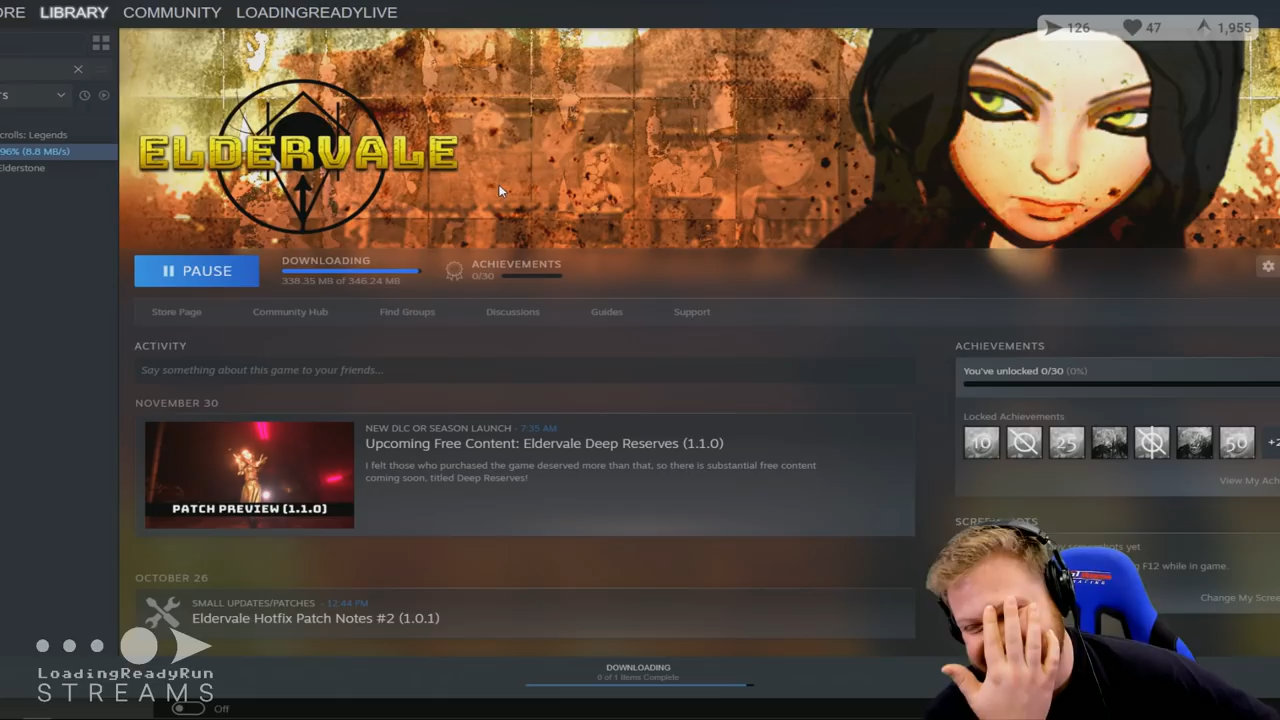 ORE LIBRARY COMMUNITY LOADINGREADYLIVE
126 47 1,955
ELDERVALE
crolls: Legends
96% (8.8 MB/s)
Elderstone
PAUSE
DOWNLOADING
338.35 MB of 346.24 MB
ACHIEVEMENTS
0/30
Store Page Community Hub Find Groups Discussions Guides Support
ACTIVITY
Say something about this game to your friends...
NOVEMBER 30
NEW DLC OR SEASON LAUNCH - 7:35 AM
Upcoming Free Content: Eldervale Deep Reserves (1.1.0)
I felt those who purchased the game deserved more than that, so there is substantial free content
coming soon, titled Deep Reserves!
PATCH PREVIEW (1.1.0)
OCTOBER 26
SMALL UPDATES/PATCHES - 12:44 PM
Eldervale Hotfix Patch Notes #2 (1.0.1)
ACHIEVEMENTS
You've unlocked 0/30 (0%)
Locked Achievements
10 25 50 +2
View My Ach
yet
F12 while in game.
Change My Scree
RACING
DOWNLOADING
0 of 1 Items Complete
LoadingReadyRun
STREAMS
Off